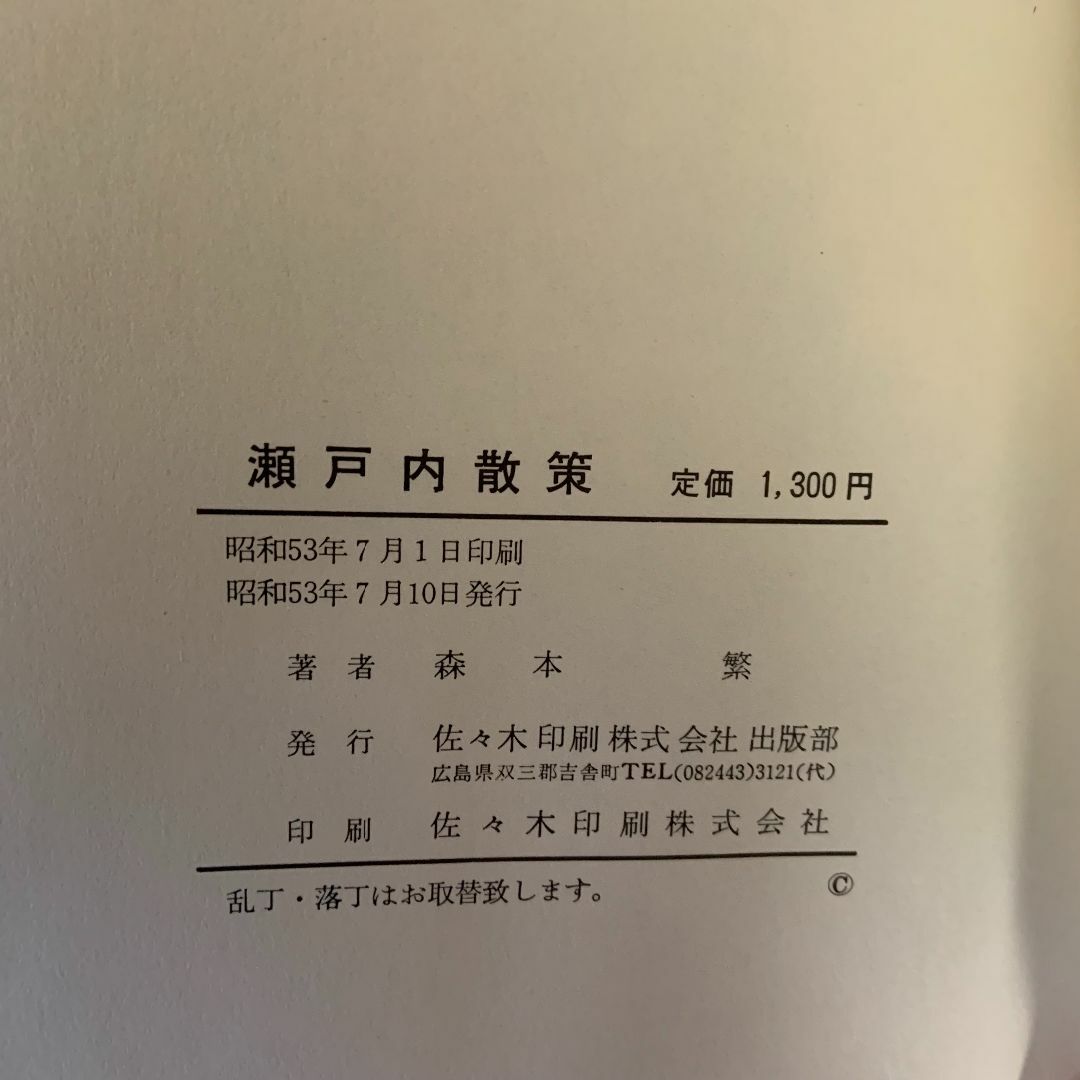 瀬戸内散策 定価 1,300円
昭和53年7月1日印刷
昭和53年7月10日発行
著者 森本 繁
発行 佐々木印刷株式会社出版部
広島県双三郡吉舎町TEL(082443)3121(代)
印刷 佐々木印刷株式会社
乱丁・落丁はお取替致します。 ©